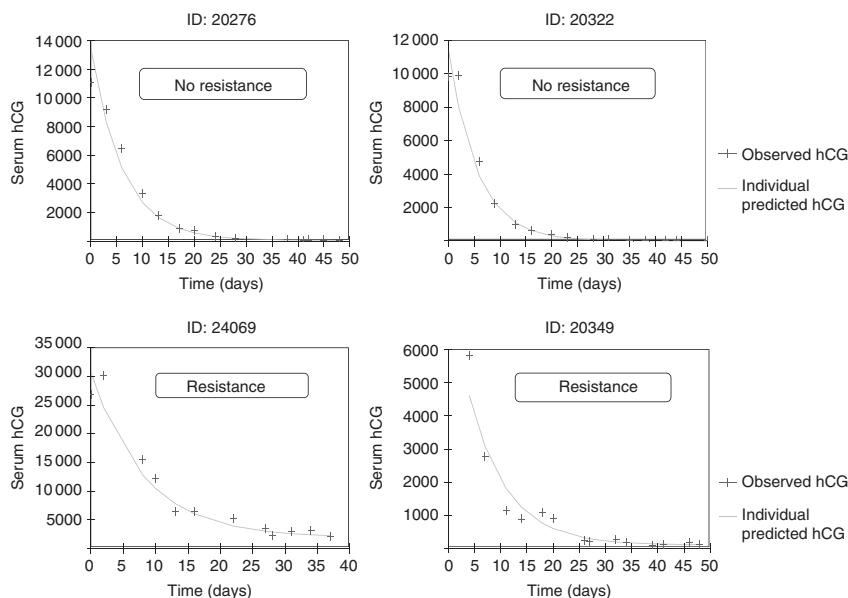 ID: 20276
14 000
12 000
10 000
8000
6000
4000
2000
Serum hCG
No resistance
0 5 10 15 20 25 30 35 40 45 50
Time (days)
ID: 20322
12 000
10 000
8000
6000
4000
2000
Serum hCG
No resistance
0 5 10 15 20 25 30 35 40 45 50
Time (days)
Observed hCG
Individual
predicted hCG
ID: 24069
35 000
30 000
25 000
20 000
15 000
10 000
5000
Serum hCG
Resistance
0 5 10 15 20 25 30 35 40
Time (days)
ID: 20349
6000
5000
4000
3000
2000
1000
Serum hCG
Resistance
0 5 10 15 20 25 30 35 40 45 50
Time (days)
Observed hCG
Individual
predicted hCG